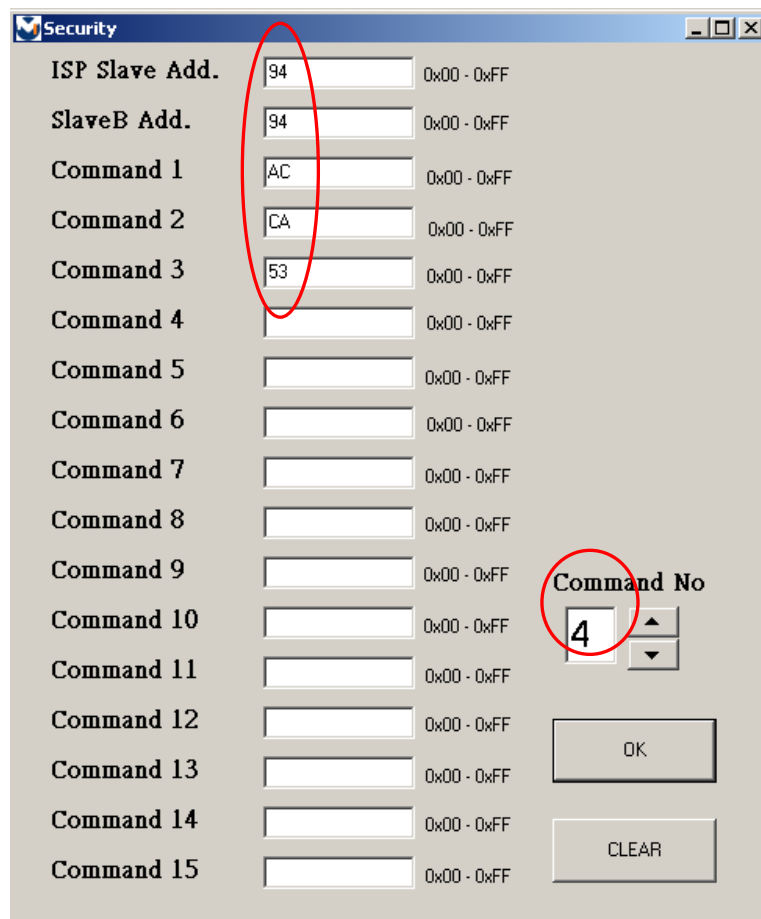 Security
ISP Slave Add. 94 0x00 - 0xFF
SlaveB Add. 94 0x00 - 0xFF
Command 1 AC 0x00 - 0xFF
Command 2 CA 0x00 - 0xFF
Command 3 53 0x00 - 0xFF
Command 4 0x00 - 0xFF
Command 5 0x00 - 0xFF
Command 6 0x00 - 0xFF
Command 7 0x00 - 0xFF
Command 8 0x00 - 0xFF
Command 9 0x00 - 0xFF
Command 10 0x00 - 0xFF
Command 11 0x00 - 0xFF
Command 12 0x00 - 0xFF
Command 13 0x00 - 0xFF
Command 14 0x00 - 0xFF
Command 15 0x00 - 0xFF
Command No
4
OK
CLEAR